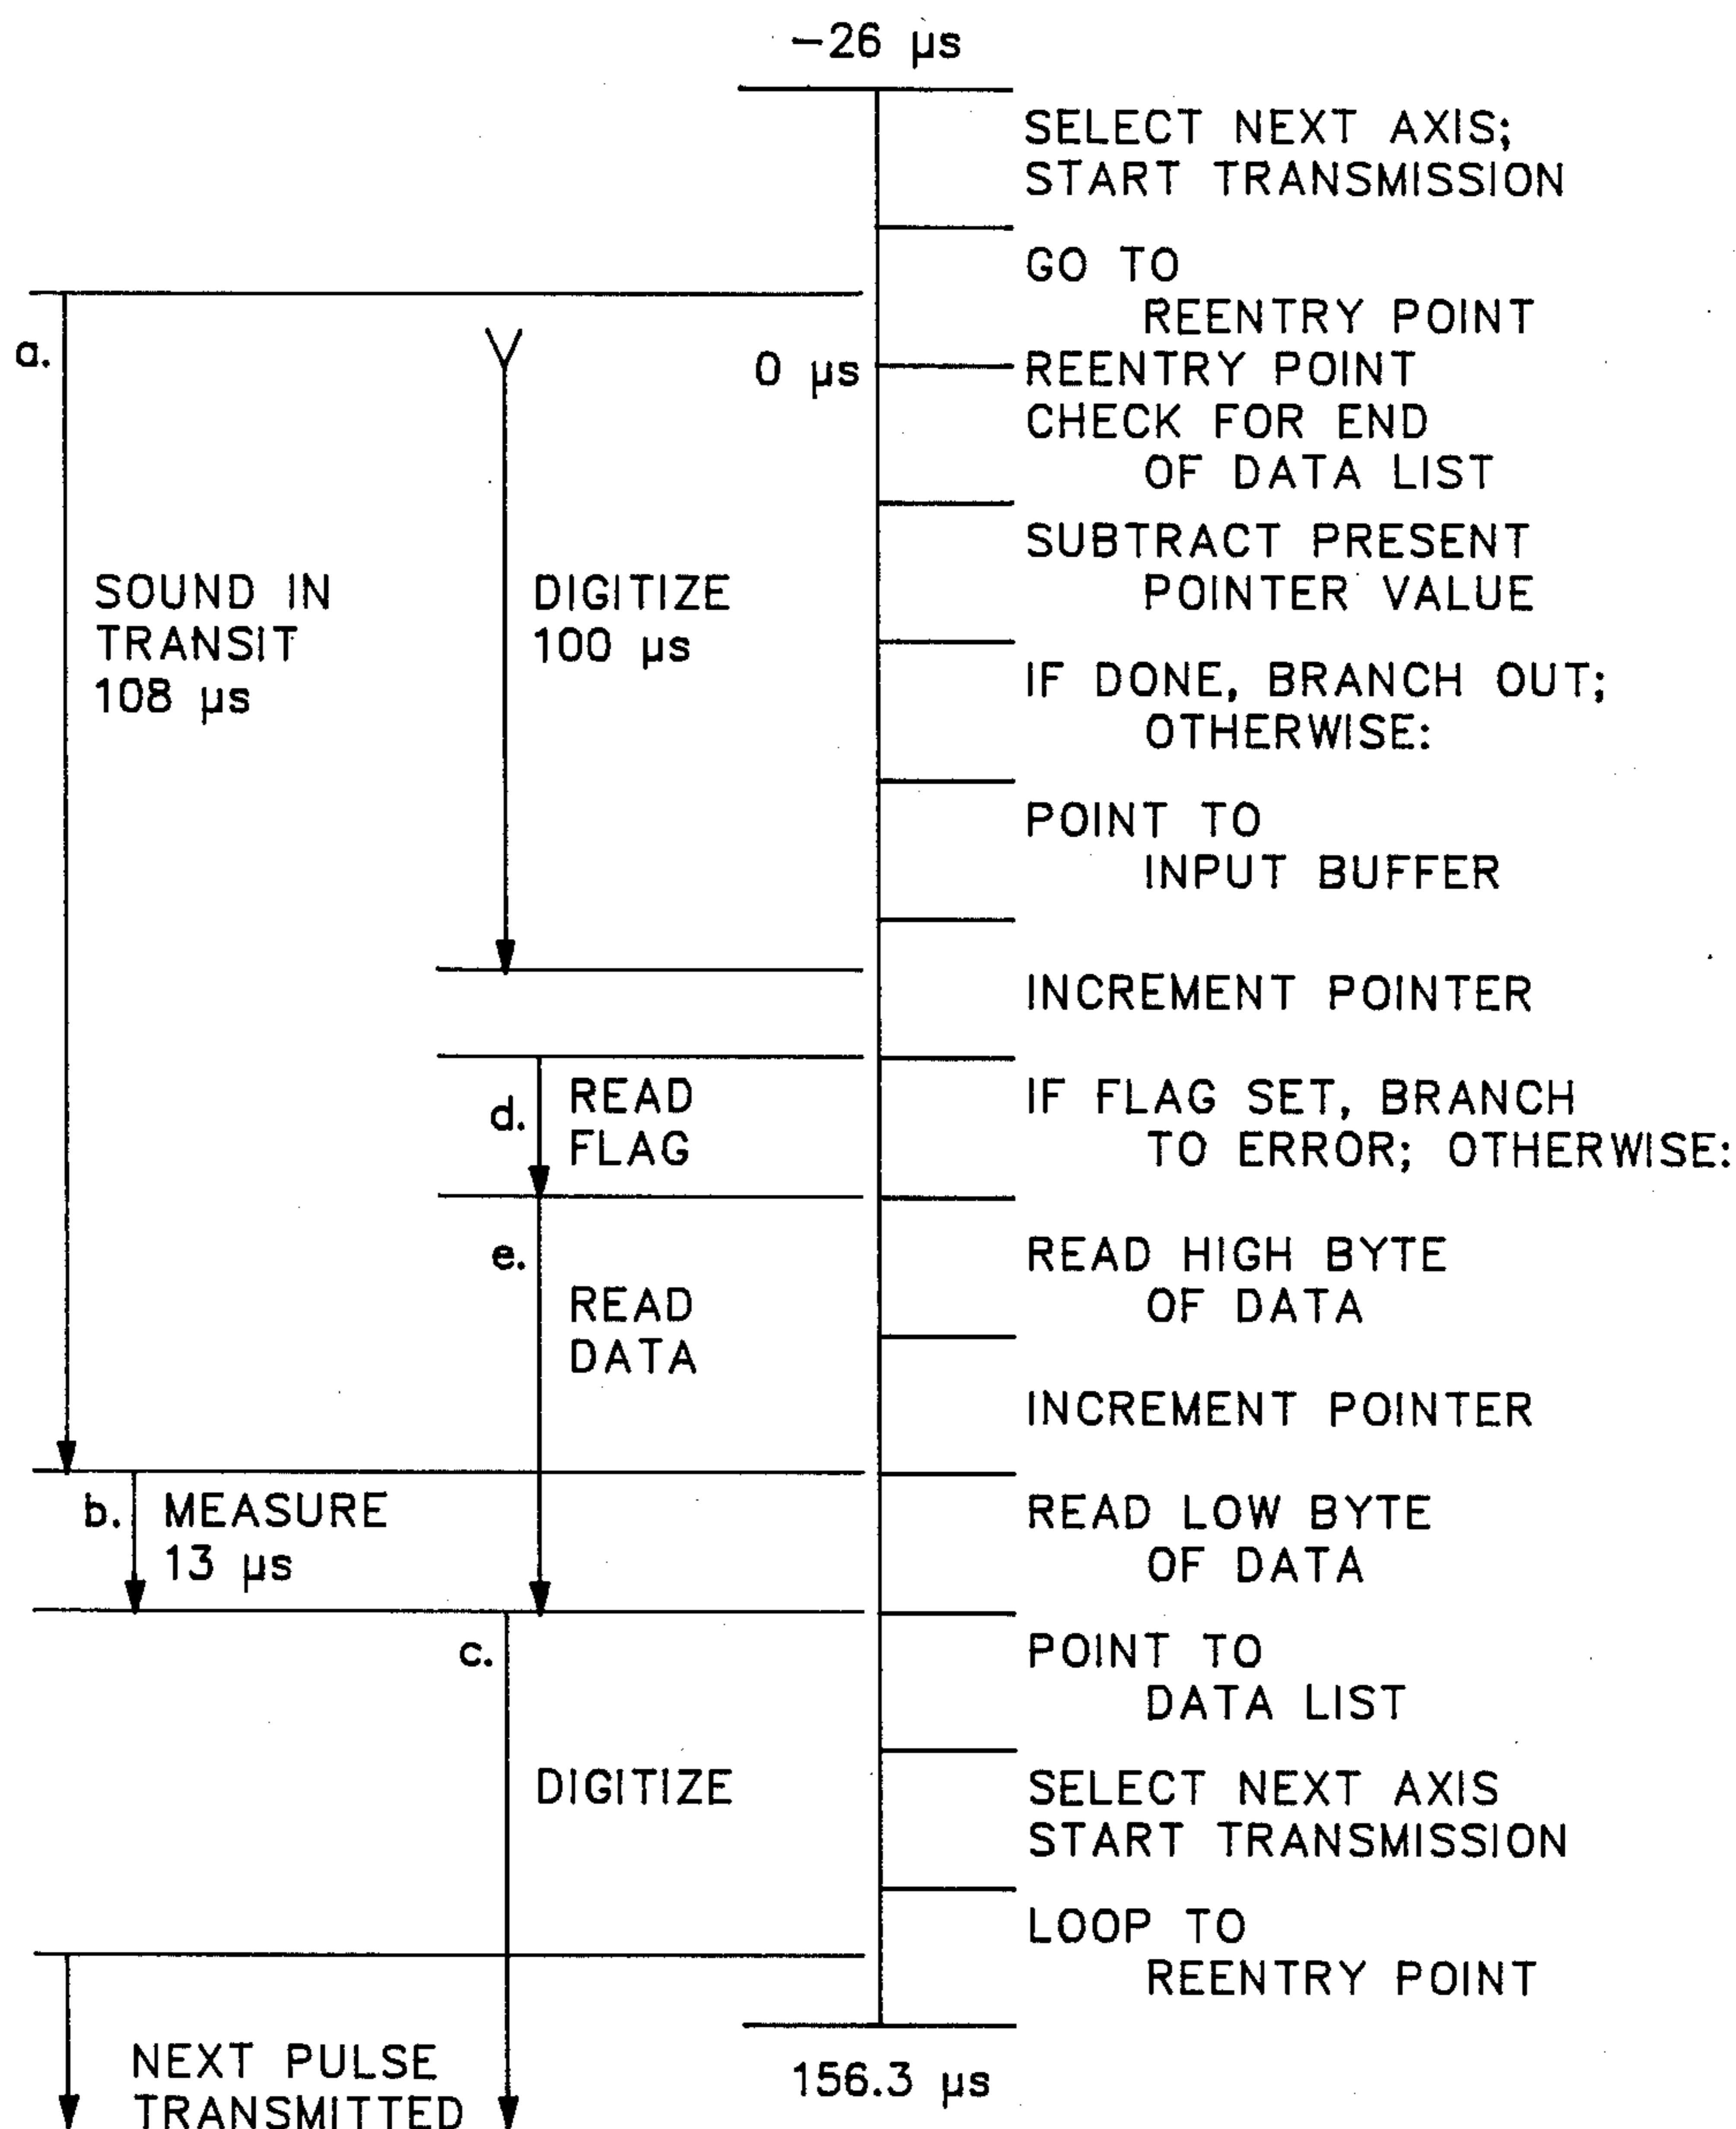 -26 µs
SELECT NEXT AXIS;
START TRANSMISSION
GO TO
REENTRY POINT
a.
0 µs
REENTRY POINT
CHECK FOR END
OF DATA LIST
SUBTRACT PRESENT
POINTER VALUE
SOUND IN
TRANSIT
108 µs
DIGITIZE
100 µs
IF DONE, BRANCH OUT;
OTHERWISE:
POINT TO
INPUT BUFFER
INCREMENT POINTER
d.
READ
FLAG
IF FLAG SET, BRANCH
TO ERROR; OTHERWISE:
e.
READ
DATA
READ HIGH BYTE
OF DATA
INCREMENT POINTER
b.
MEASURE
13 µs
READ LOW BYTE
OF DATA
c.
POINT TO
DATA LIST
DIGITIZE
SELECT NEXT AXIS
START TRANSMISSION
LOOP TO
REENTRY POINT
NEXT PULSE
TRANSMITTED
156.3 µs